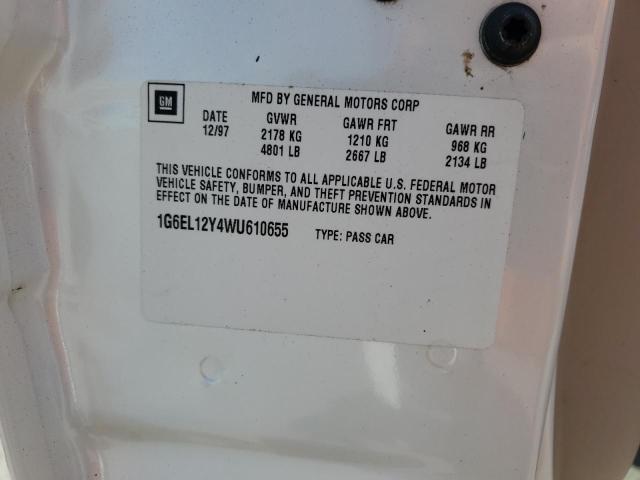 GM
MFD BY GENERAL MOTORS CORP
DATE GVWR GAWR FRT GAWR RR
12/97 2178 KG 1210 KG 968 KG
4801 LB 2667 LB 2134 LB
THIS VEHICLE CONFORMS TO ALL APPLICABLE U.S. FEDERAL MOTOR
VEHICLE SAFETY, BUMPER, AND THEFT PREVENTION STANDARDS IN
EFFECT ON THE DATE OF MANUFACTURE SHOWN ABOVE.
1G6EL12Y4WU610655 TYPE: PASS CAR